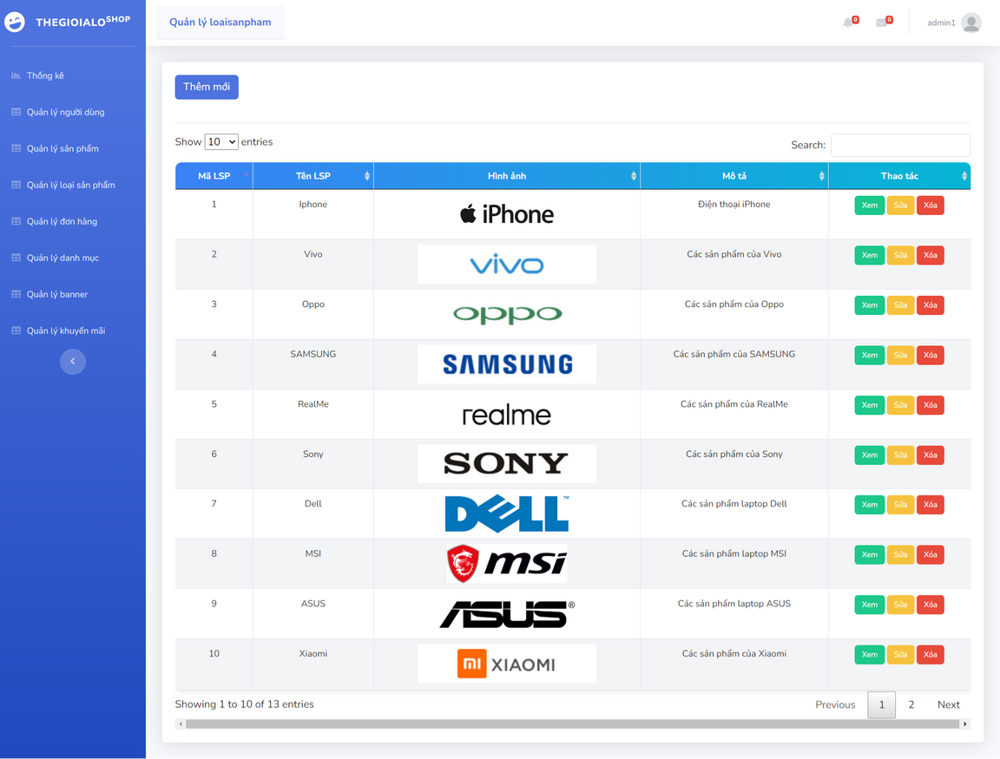 THEGIOIALO SHOP
Quản lý loaisanpham
0
0
admin1
Thống kê
Quản lý người dùng
Quản lý sản phẩm
Quản lý loại sản phẩm
Quản lý đơn hàng
Quản lý danh mục
Quản lý banner
Quản lý khuyến mãi
Thêm mới
Show 10 entries
Search:
Mã LSP Tên LSP Hình ảnh Mô tả Thao tác
1 Iphone iPhone Điện thoại iPhone Xem Sửa Xóa
2 Vivo vivo Các sản phẩm của Vivo Xem Sửa Xóa
3 Oppo oppo Các sản phẩm của Oppo Xem Sửa Xóa
4 SAMSUNG SAMSUNG Các sản phẩm của SAMSUNG Xem Sửa Xóa
5 RealMe realme Các sản phẩm của RealMe Xem Sửa Xóa
6 Sony SONY Các sản phẩm của Sony Xem Sửa Xóa
7 Dell DELL™ Các sản phẩm laptop Dell Xem Sửa Xóa
8 MSI msi Các sản phẩm laptop MSI Xem Sửa Xóa
9 ASUS ASUS® Các sản phẩm laptop ASUS Xem Sửa Xóa
10 Xiaomi mi XIAOMI Các sản phẩm của Xiaomi Xem Sửa Xóa
Showing 1 to 10 of 13 entries
Previous 1 2 Next